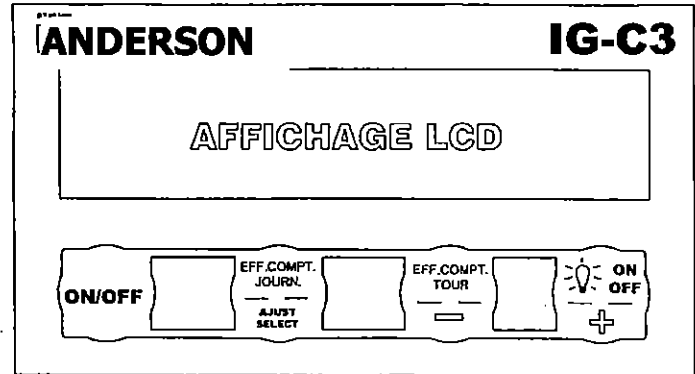 ANDERSON IG-C3
AFFICHAGE LCD
ON/OFF
EFF.COMPT.
JOURN.
AJUST
SELECT
EFF.COMPT.
TOUR
—
ON
OFF
+